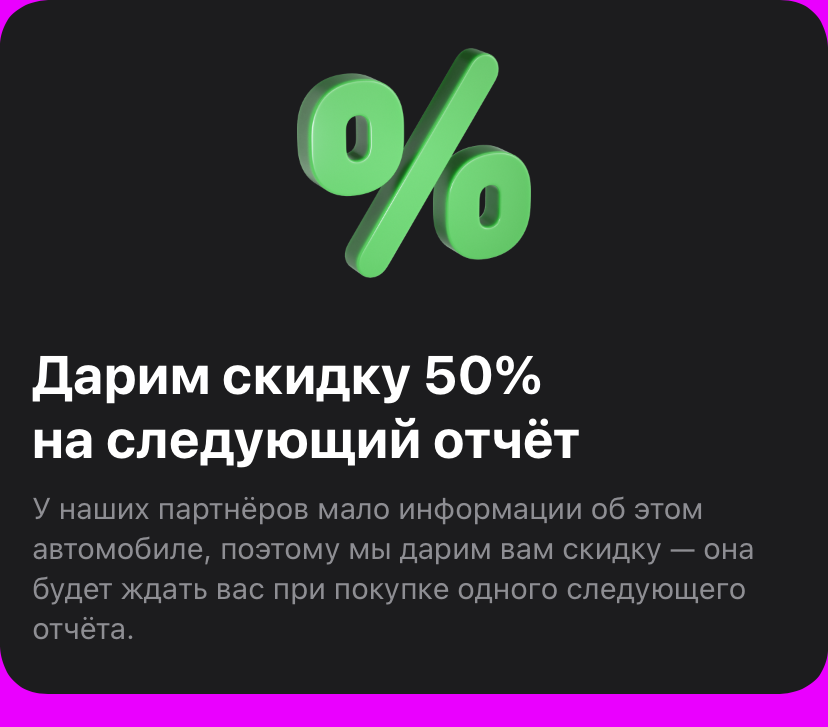 %
Дарим скидку 50%
на следующий отчёт
У наших партнёров мало информации об этом
автомобиле, поэтому мы дарим вам скидку — она
будет ждать вас при покупке одного следующего
отчёта.